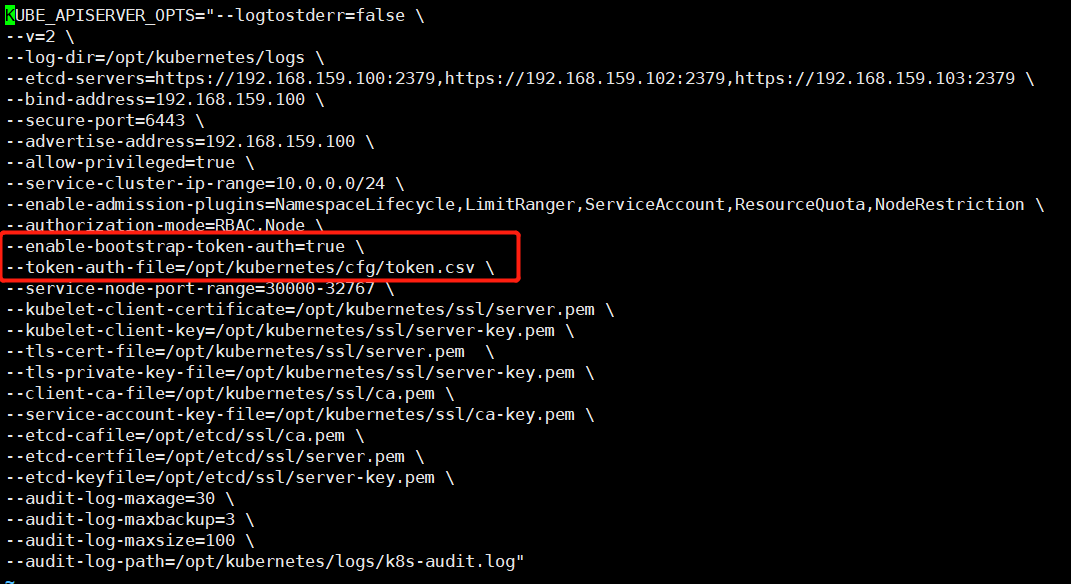 KUBE_APISERVER_OPTS="--logtostderr=false \
--v=2 \
--log-dir=/opt/kubernetes/logs \
--etcd-servers=https://192.168.159.100:2379,https://192.168.159.102:2379,https://192.168.159.103:2379 \
--bind-address=192.168.159.100 \
--secure-port=6443 \
--advertise-address=192.168.159.100 \
--allow-privileged=true \
--service-cluster-ip-range=10.0.0.0/24 \
--enable-admission-plugins=NamespaceLifecycle,LimitRanger,ServiceAccount,ResourceQuota,NodeRestriction \
--authorization-mode=RBAC,Node \
--enable-bootstrap-token-auth=true \
--token-auth-file=/opt/kubernetes/cfg/token.csv \
--service-node-port-range=30000-32767 \
--kubelet-client-certificate=/opt/kubernetes/ssl/server.pem \
--kubelet-client-key=/opt/kubernetes/ssl/server-key.pem \
--tls-cert-file=/opt/kubernetes/ssl/server.pem  \
--tls-private-key-file=/opt/kubernetes/ssl/server-key.pem \
--client-ca-file=/opt/kubernetes/ssl/ca.pem \
--service-account-key-file=/opt/kubernetes/ssl/ca-key.pem \
--etcd-cafile=/opt/etcd/ssl/ca.pem \
--etcd-certfile=/opt/etcd/ssl/server.pem \
--etcd-keyfile=/opt/etcd/ssl/server-key.pem \
--audit-log-maxage=30 \
--audit-log-maxbackup=3 \
--audit-log-maxsize=100 \
--audit-log-path=/opt/kubernetes/logs/k8s-audit.log"
~